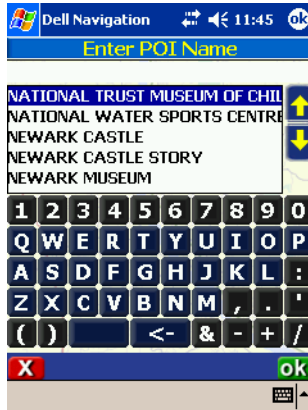 Dell Navigation 11:45 ok
Enter POI Name
NATIONAL TRUST MUSEUM OF CHIL
NATIONAL WATER SPORTS CENTRE
NEWARK CASTLE
NEWARK CASTLE STORY
NEWARK MUSEUM
1 2 3 4 5 6 7 8 9 0
Q W E R T Y U I O P
A S D F G H J K L :
Z X C V B N M , . "
( ) <- & - + /
X ok